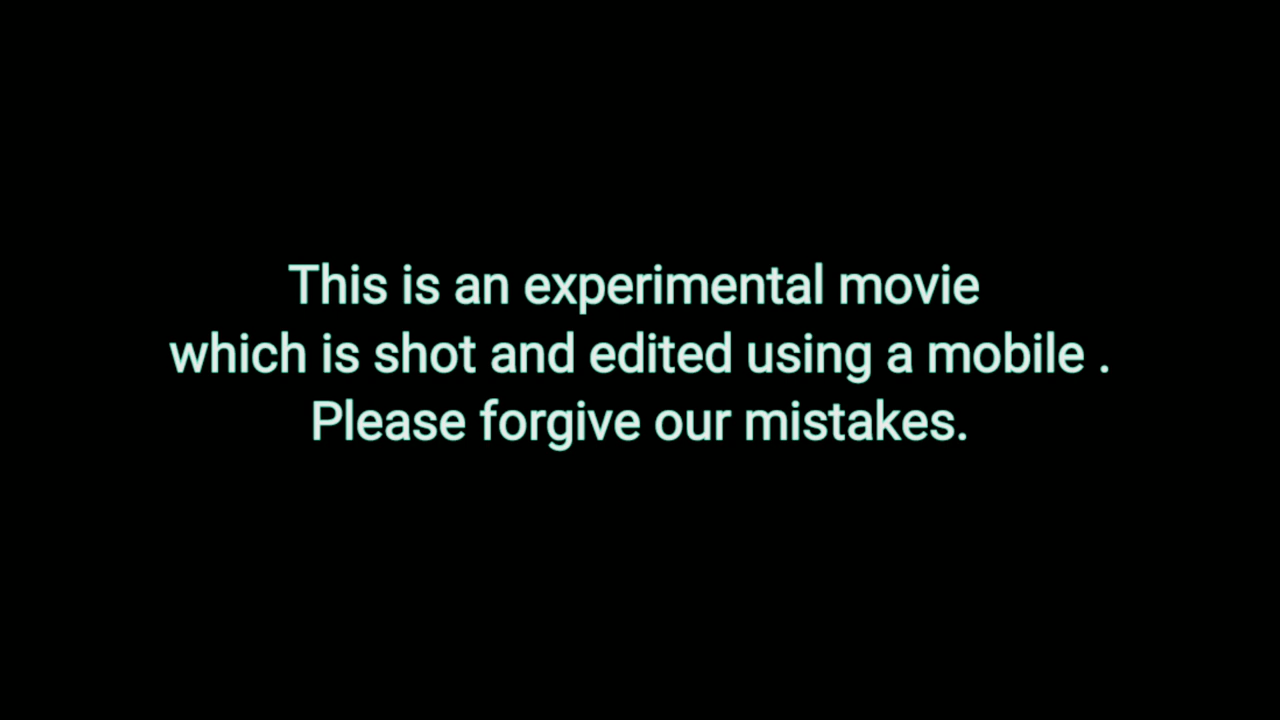 This is an experimental movie
which is shot and edited using a mobile .
Please forgive our mistakes.